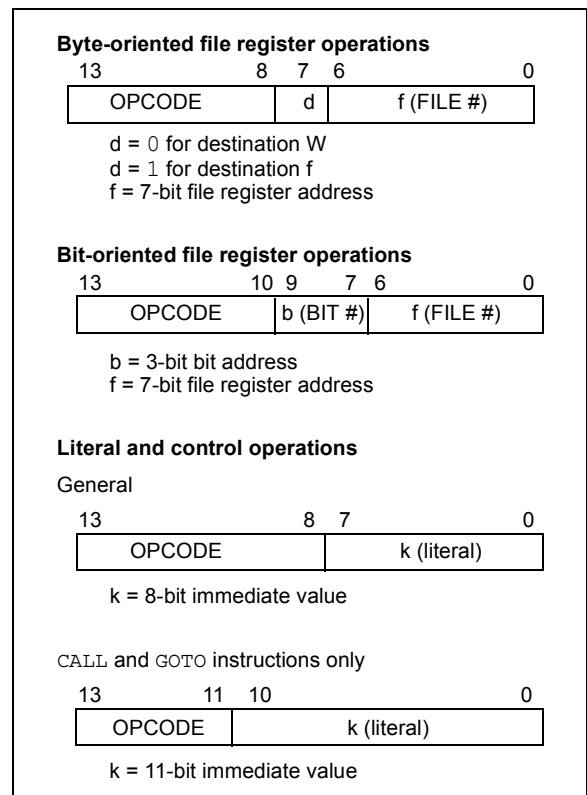 Byte-oriented file register operations
13 8 7 6 0
OPCODE d f (FILE #)
d = 0 for destination W
d = 1 for destination f
f = 7-bit file register address
Bit-oriented file register operations
13 10 9 7 6 0
OPCODE b (BIT #) f (FILE #)
b = 3-bit bit address
f = 7-bit file register address
Literal and control operations
General
13 8 7 0
OPCODE k (literal)
k = 8-bit immediate value
CALL and GOTO instructions only
13 11 10 0
OPCODE k (literal)
k = 11-bit immediate value